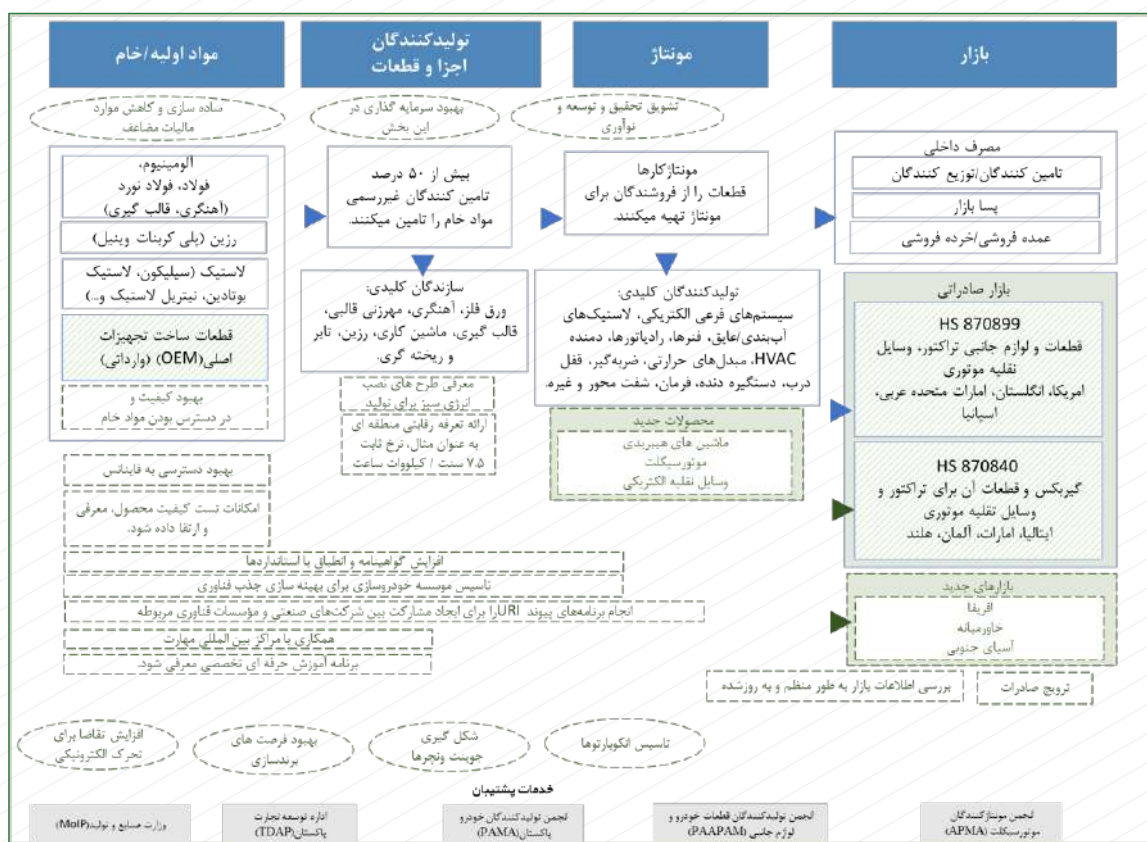 مواد اولیه/خام
تولیدکنندگان
اجزا و قطعات
مونتاژ
بازار
ساده سازی و کاهش موارد
مالیات مضاعف
بهبود سرمایه گذاری در
این بخش
تشویق تحقیق و توسعه و
نوآوری
آلومینیوم،
فولاد، فولاد نورد
(آهنگری، قالب گیری)
رزین (پلی کربنات وینیل)
لاستیک (سیلیکون، لاستیک
بوتادین، نیتریل لاستیک و...)
قطعات ساخت تجهیزات
اصلی(OEM) (وارداتی)
بهبود کیفیت و
در دسترس بودن مواد خام
بیش از ۵۰ درصد
تامین کنندگان غیررسمی
مواد خام را تامین میکنند.
سازندگان کلیدی:
ورق فلز، آهنگری، مهرزنی قالبی،
قالب گیری، ماشین کاری، رزین، تایر
و ریخته گری.
معرفی طرح های نصب
انرژی سبز برای تولید
ارائه تعرفه رقابتی منطقه ای
به عنوان مثال، نرخ ثابت
۷.۵ سنت / کیلووات ساعت
مونتاژکارها
قطعات را از فروشندگان برای
مونتاژ تهیه میکنند.
تولیدکنندگان کلیدی:
سیستم‌های فرعی الکتریکی، لاستیک‌های
آب‌بندی/عایق، فنرها، رادیاتورها، دمنده
HVAC، مبدل‌های حرارتی، ضربه‌گیر، قفل
درب، دستگیره دنده، فرمان، شفت محور و غیره.
محصولات جدید
ماشین های هیبریدی
موتورسیکلت
وسایل نقلیه الکتریکی
مصرف داخلی
تامین کنندگان/توزیع کنندگان
پسا بازار
عمده فروشی/خرده فروشی
بازار صادراتی
HS 870899
قطعات و لوازم جانبی تراکتور، وسایل
نقلیه موتوری
امریکا، انگلستان، امارات متحده عربی،
اسپانیا
HS 870840
گیربکس و قطعات آن برای تراکتور و
وسایل نقلیه موتوری
ایتالیا، امارات، آلمان، هلند
بازارهای جدید
افریقا
خاورمیانه
آسیای جنوبی
بهبود دسترسی به فاینانس
امکانات تست کیفیت محصول، معرفی
و ارتقا داده شود.
افزایش گواهینامه و انطباق با استانداردها
تاسیس موسسه خودروسازی برای بهینه سازی جذب فناوری
انجام برنامه‌های پیوند URIرا برای ایجاد مشارکت بین شرکت‌های صنعتی و مؤسسات فناوری مربوطه
همکاری با مراکز بین المللی مهارت
برنامه آموزش حرفه ای تخصصی معرفی شود.
بررسی اطلاعات بازار به طور منظم و به روزشده
ترویج صادرات
افزایش تقاضا برای
تحرک الکترونیکی
بهبود فرصت های
برندسازی
شکل گیری
جوینت ونچرها
تاسیس انکوباتورها
خدمات پشتیبان
وزارت صنایع و تولید(MoIP)
اداره توسعه تجارت
پاکستان(TDAP)
انجمن تولیدکنندگان خودرو
پاکستان(PAMA)
انجمن تولیدکنندگان قطعات خودرو و
لوازم جانبی (PAAPAM)
انجمن مونتاژکنندگان
موتورسیکلت (APMA)